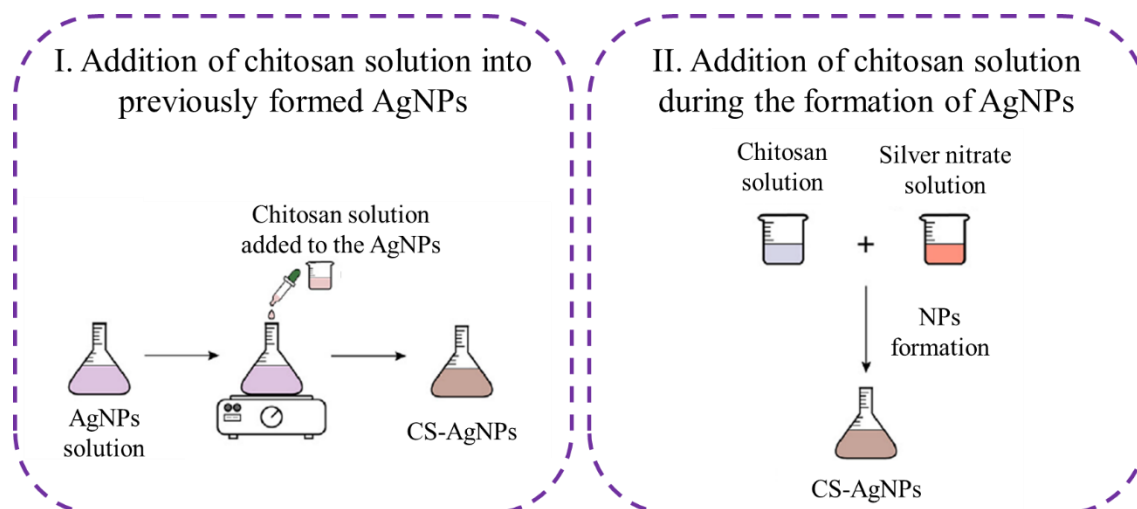 I. Addition of chitosan solution into
previously formed AgNPs
Chitosan solution
added to the AgNPs
AgNPs
solution
CS-AgNPs
II. Addition of chitosan solution
during the formation of AgNPs
Chitosan
solution
+
Silver nitrate
solution
NPs
formation
CS-AgNPs